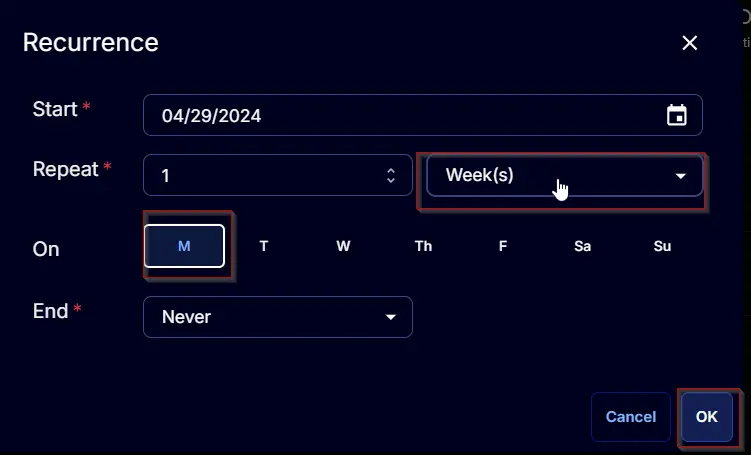 Recurrence
Start *
04/29/2024
Repeat *
1
Week(s)
On
M T W Th F Sa Su
End *
Never
Cancel
OK